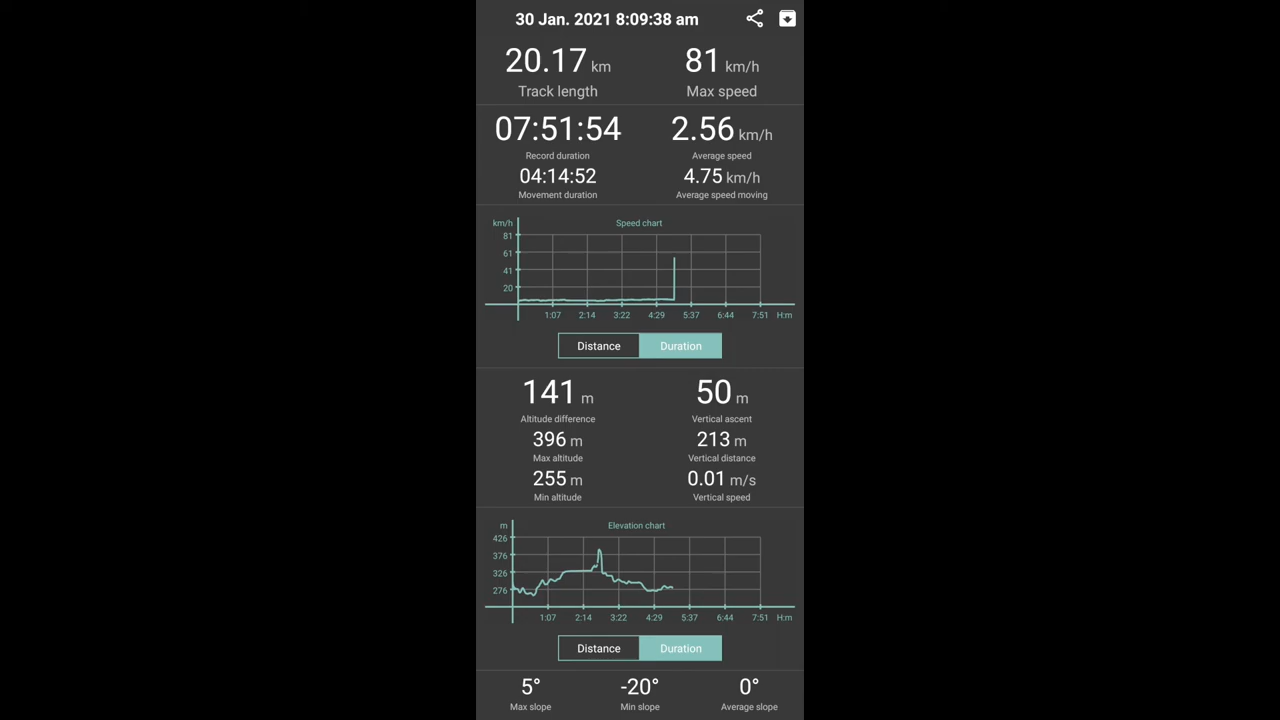 30 Jan. 2021 8:09:38 am
20.17 km 81 km/h
Track length Max speed
07:51:54 2.56 km/h
Record duration Average speed
04:14:52 4.75 km/h
Movement duration Average speed moving
km/h Speed chart
81
61
41
20
1:07 2:14 3:22 4:29 5:37 6:44 7:51 H:m
Distance Duration
141 m 50 m
Altitude difference Vertical ascent
396 m 213 m
Max altitude Vertical distance
255 m 0.01 m/s
Min altitude Vertical speed
m Elevation chart
426
376
326
276
1:07 2:14 3:22 4:29 5:37 6:44 7:51 H:m
Distance Duration
5° -20° 0°
Max slope Min slope Average slope